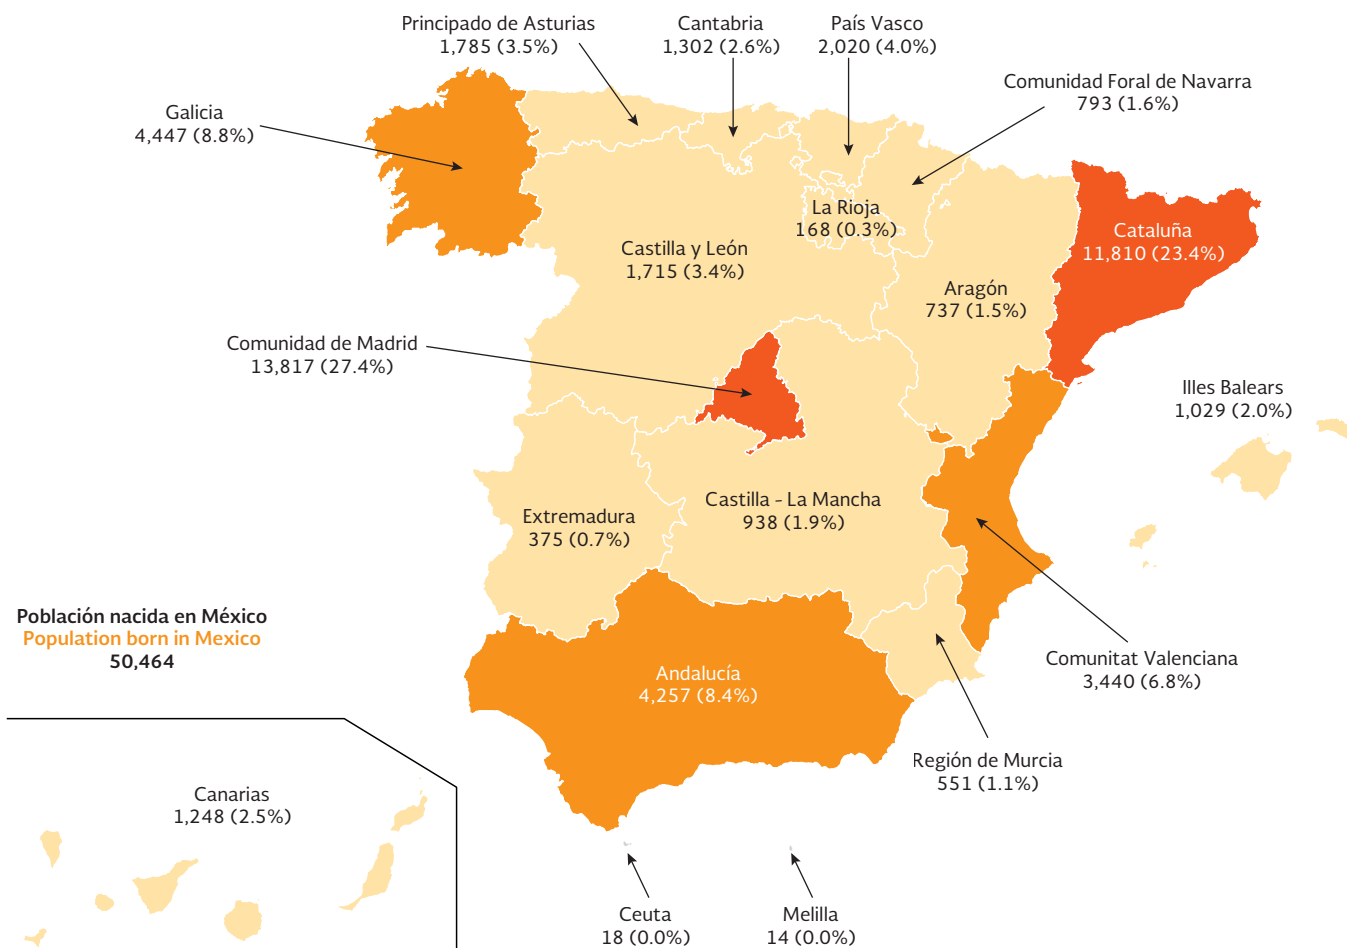 Principado de Asturias
1,785 (3.5%)
Cantabria
1,302 (2.6%)
País Vasco
2,020 (4.0%)
Comunidad Foral de Navarra
793 (1.6%)
Galicia
4,447 (8.8%)
La Rioja
168 (0.3%)
Cataluña
11,810 (23.4%)
Castilla y León
1,715 (3.4%)
Aragón
737 (1.5%)
Comunidad de Madrid
13,817 (27.4%)
Illes Balears
1,029 (2.0%)
Castilla - La Mancha
938 (1.9%)
Extremadura
375 (0.7%)
Población nacida en México
Population born in Mexico
50,464
Andalucía
4,257 (8.4%)
Comunitat Valenciana
3,440 (6.8%)
Región de Murcia
551 (1.1%)
Canarias
1,248 (2.5%)
Ceuta
18 (0.0%)
Melilla
14 (0.0%)